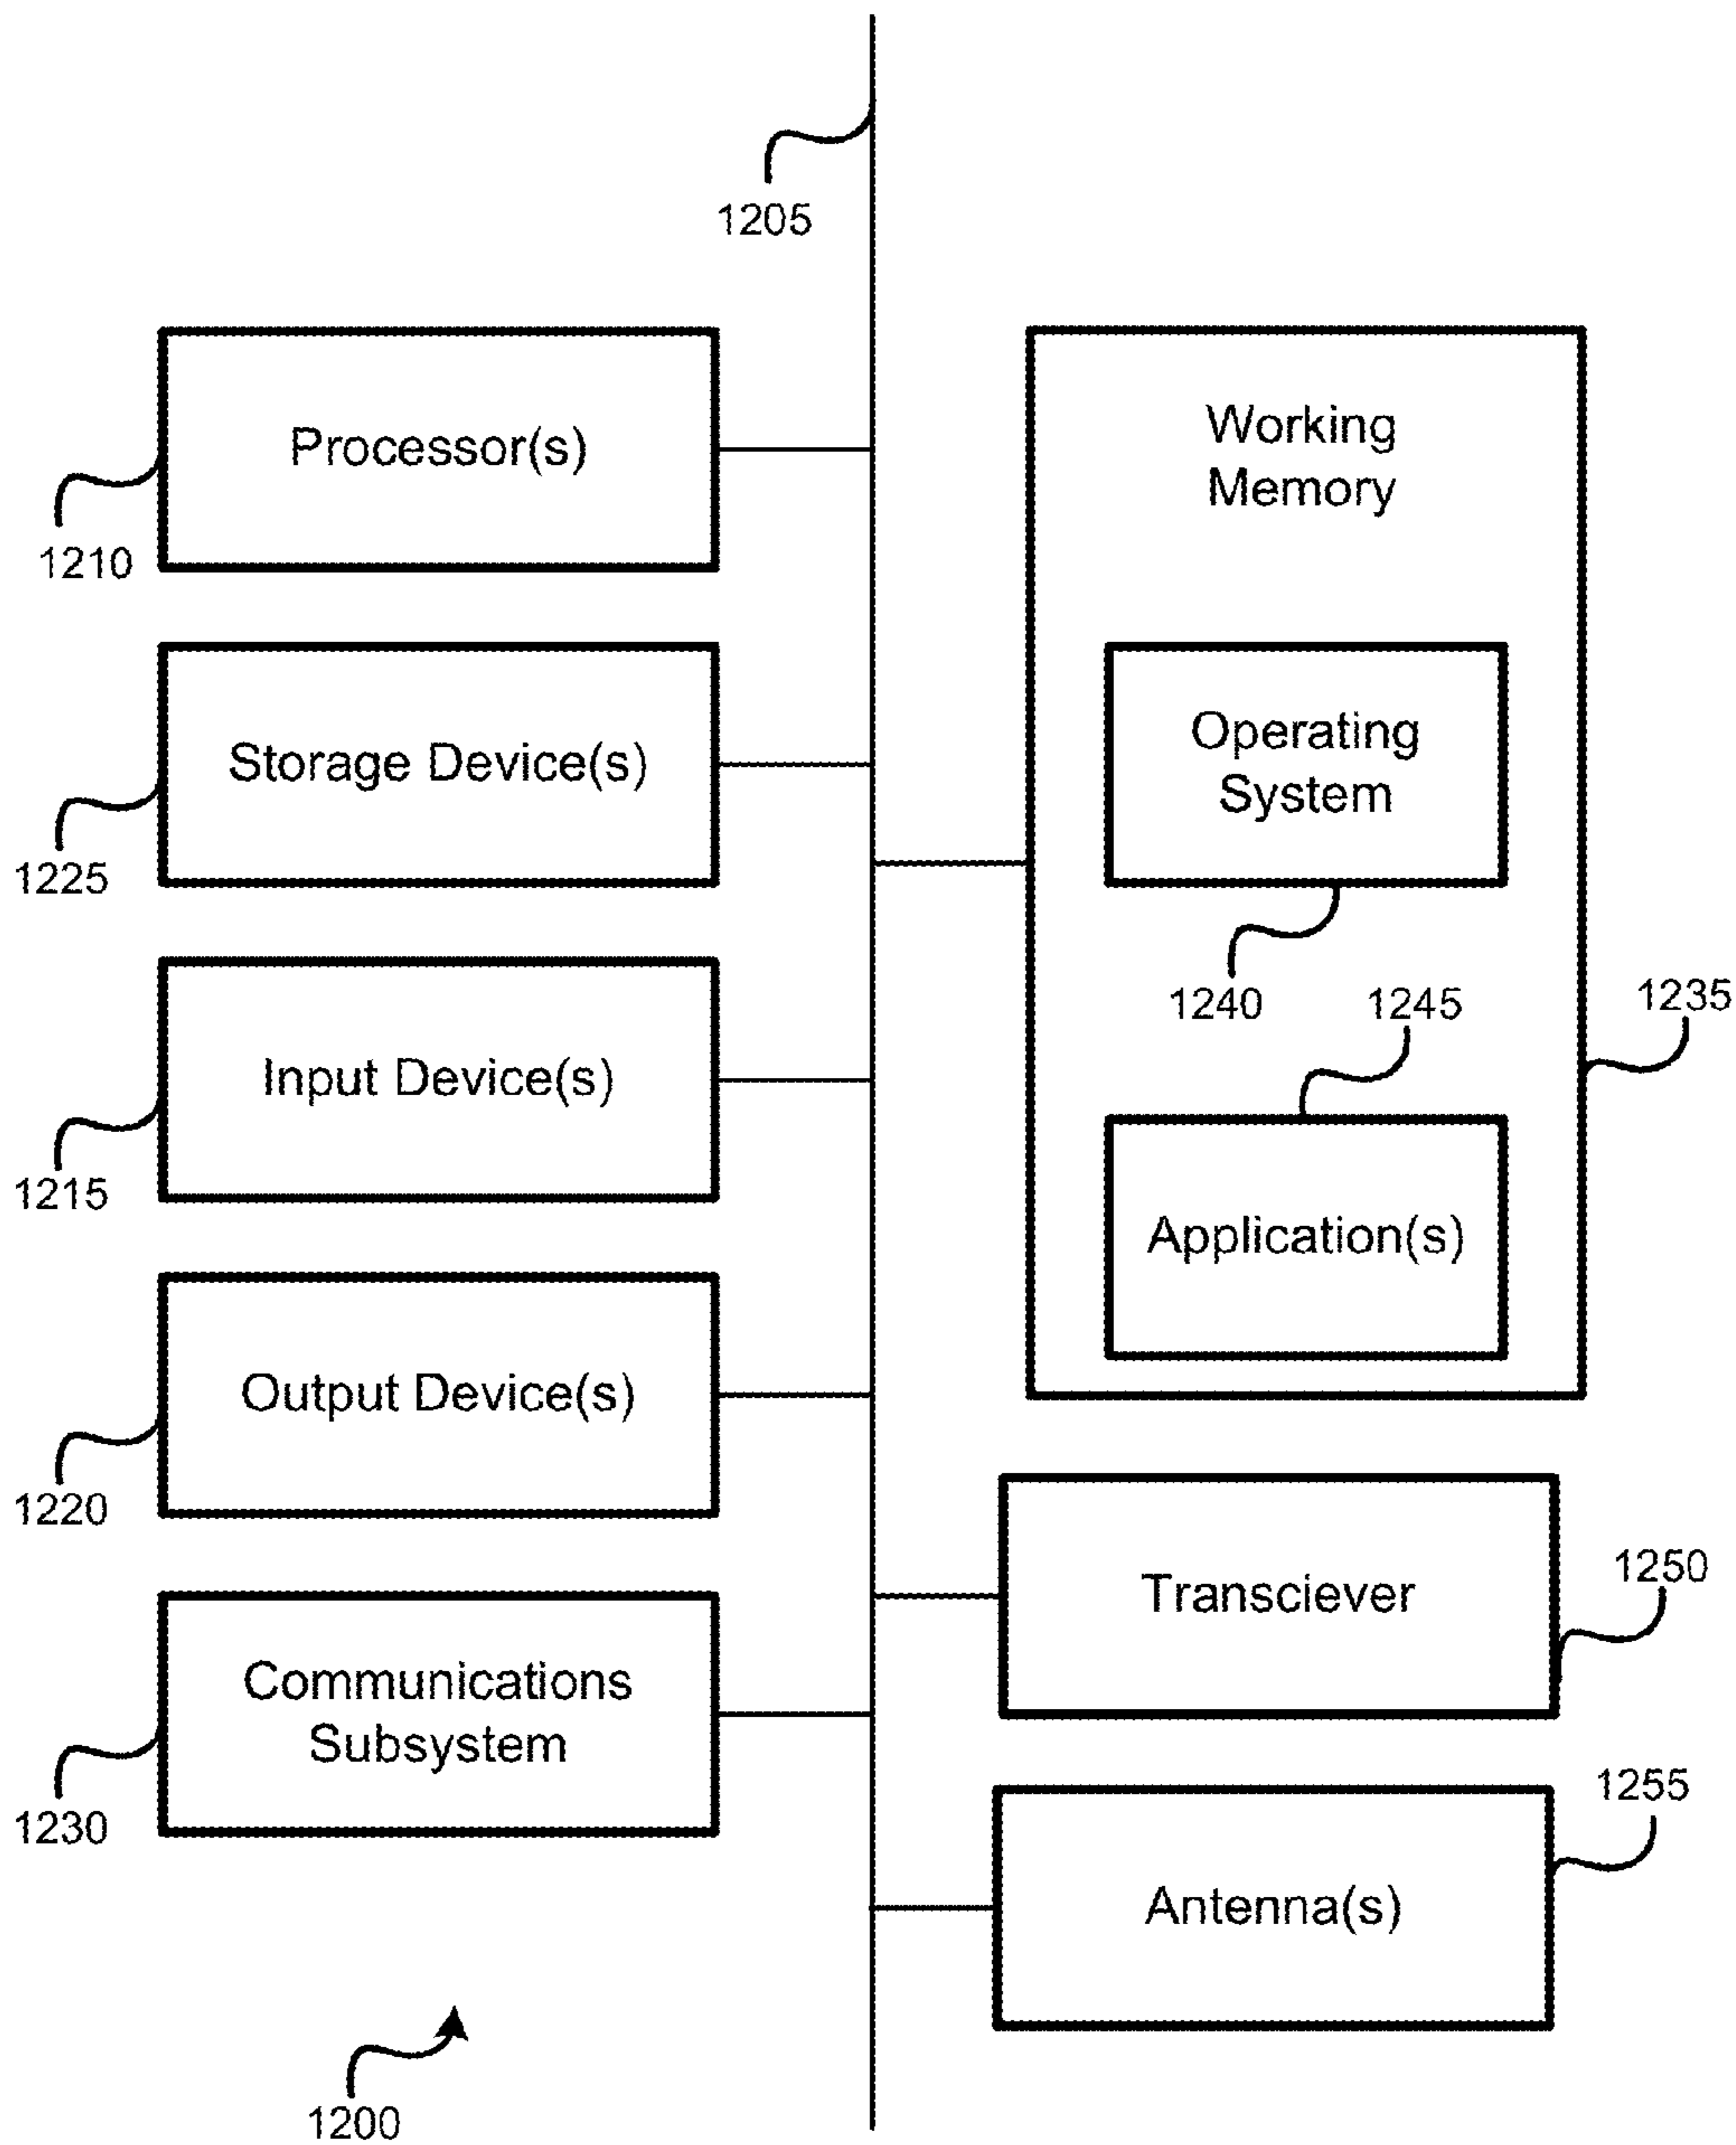 1205
Processor(s)
1210
Storage Device(s)
1225
Input Device(s)
1215
Output Device(s)
1220
Communications
Subsystem
1230
1200
Working
Memory
Operating
System
1240
1245
1235
Application(s)
Transciever
1250
Antenna(s)
1255